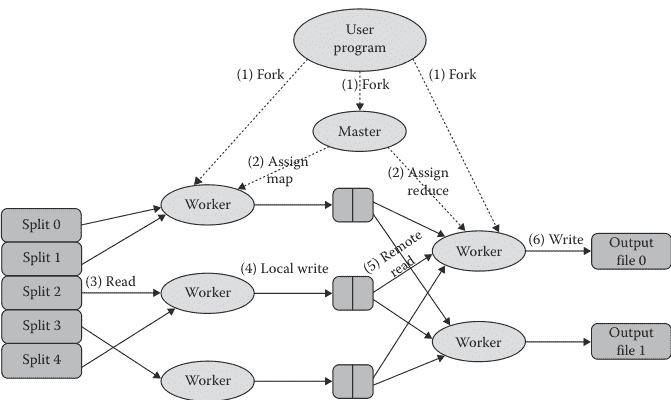 User
program
(1) Fork
(1) Fork
(1) Fork
Master
(2) Assign
map
(2) Assign
reduce
Worker
Split 0
Split 1
Split 2
Split 3
Split 4
(3) Read
Worker
(4) Local write
(5) Remote
read
Worker
(6) Write
Output
file 0
Worker
Output
file 1
Worker